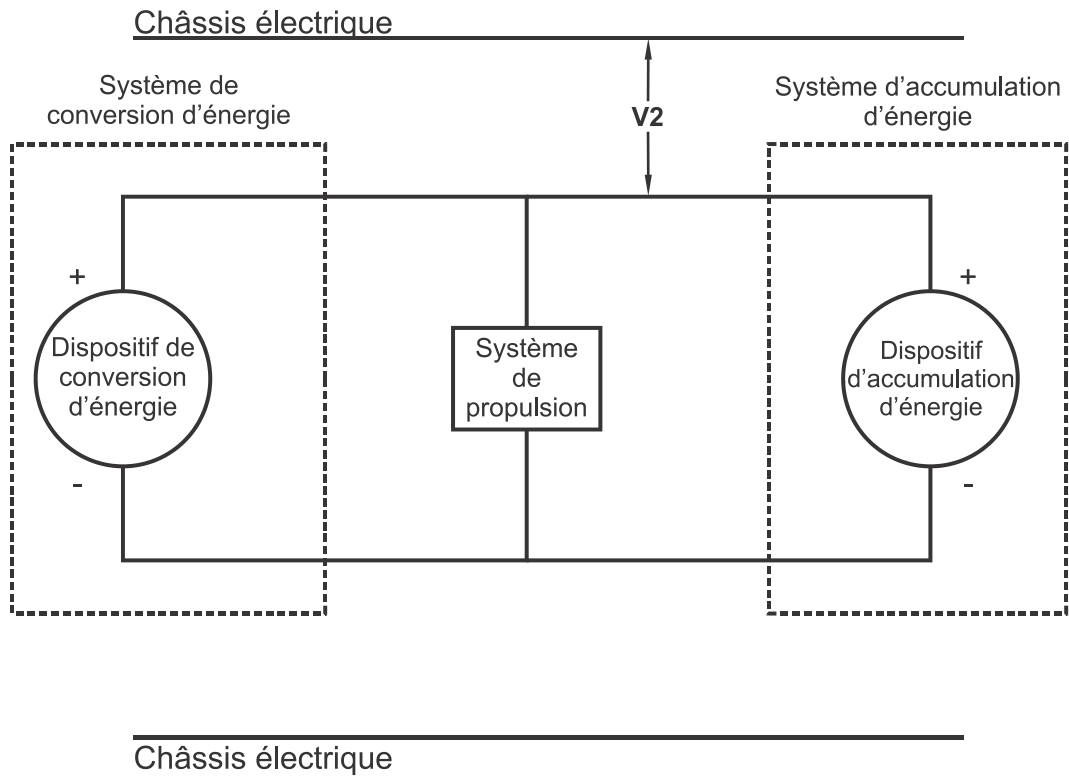 Châssis électrique
Système de
conversion d'énergie
V2
Système d'accumulation
d'énergie
+
Dispositif de
conversion
d'énergie
-
Système
de
propulsion
+
Dispositif
d'accumulation
d'énergie
-
Châssis électrique